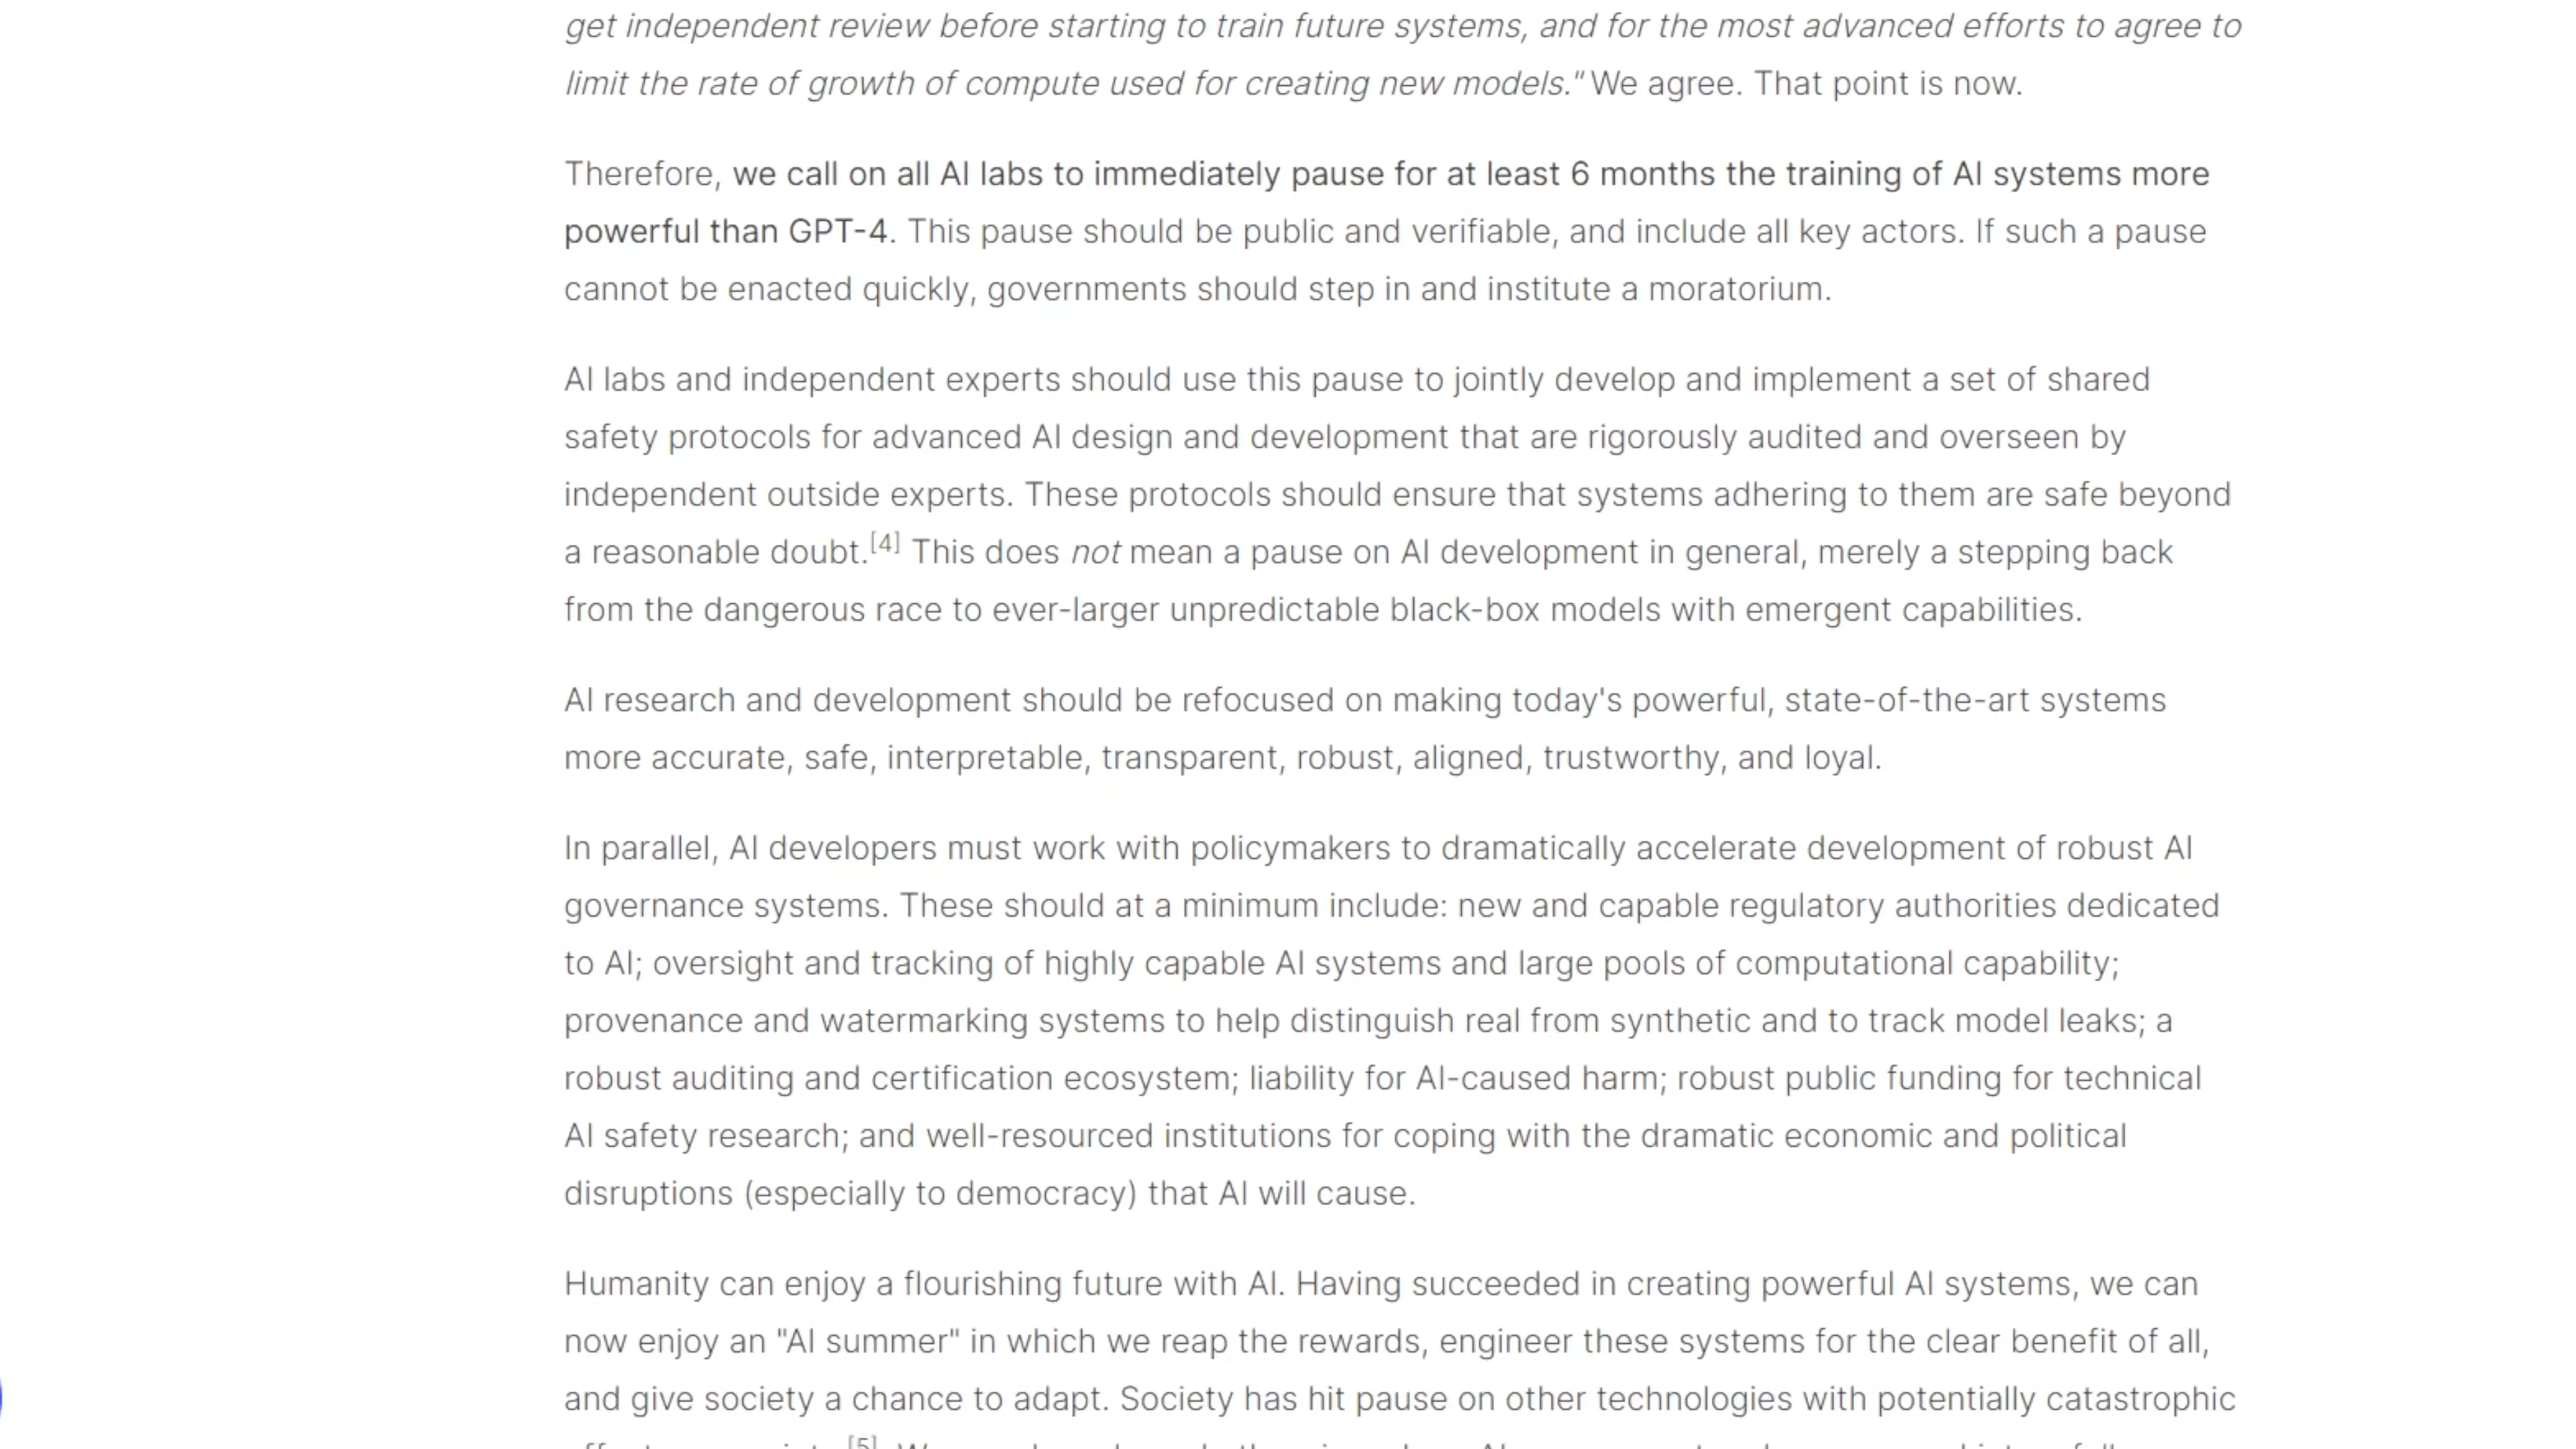 get independent review before starting to train future systems, and for the most advanced efforts to agree to
limit the rate of growth of compute used for creating new models." We agree. That point is now.
Therefore, we call on all AI labs to immediately pause for at least 6 months the training of AI systems more
powerful than GPT-4. This pause should be public and verifiable, and include all key actors. If such a pause
cannot be enacted quickly, governments should step in and institute a moratorium.
AI labs and independent experts should use this pause to jointly develop and implement a set of shared
safety protocols for advanced AI design and development that are rigorously audited and overseen by
independent outside experts. These protocols should ensure that systems adhering to them are safe beyond
a reasonable doubt.[4] This does not mean a pause on AI development in general, merely a stepping back
from the dangerous race to ever-larger unpredictable black-box models with emergent capabilities.
AI research and development should be refocused on making today's powerful, state-of-the-art systems
more accurate, safe, interpretable, transparent, robust, aligned, trustworthy, and loyal.
In parallel, AI developers must work with policymakers to dramatically accelerate development of robust AI
governance systems. These should at a minimum include: new and capable regulatory authorities dedicated
to AI; oversight and tracking of highly capable AI systems and large pools of computational capability;
provenance and watermarking systems to help distinguish real from synthetic and to track model leaks; a
robust auditing and certification ecosystem; liability for AI-caused harm; robust public funding for technical
AI safety research; and well-resourced institutions for coping with the dramatic economic and political
disruptions (especially to democracy) that AI will cause.
Humanity can enjoy a flourishing future with AI. Having succeeded in creating powerful AI systems, we can
now enjoy an "AI summer" in which we reap the rewards, engineer these systems for the clear benefit of all,
and give society a chance to adapt. Society has hit pause on other technologies with potentially catastrophic
[5]